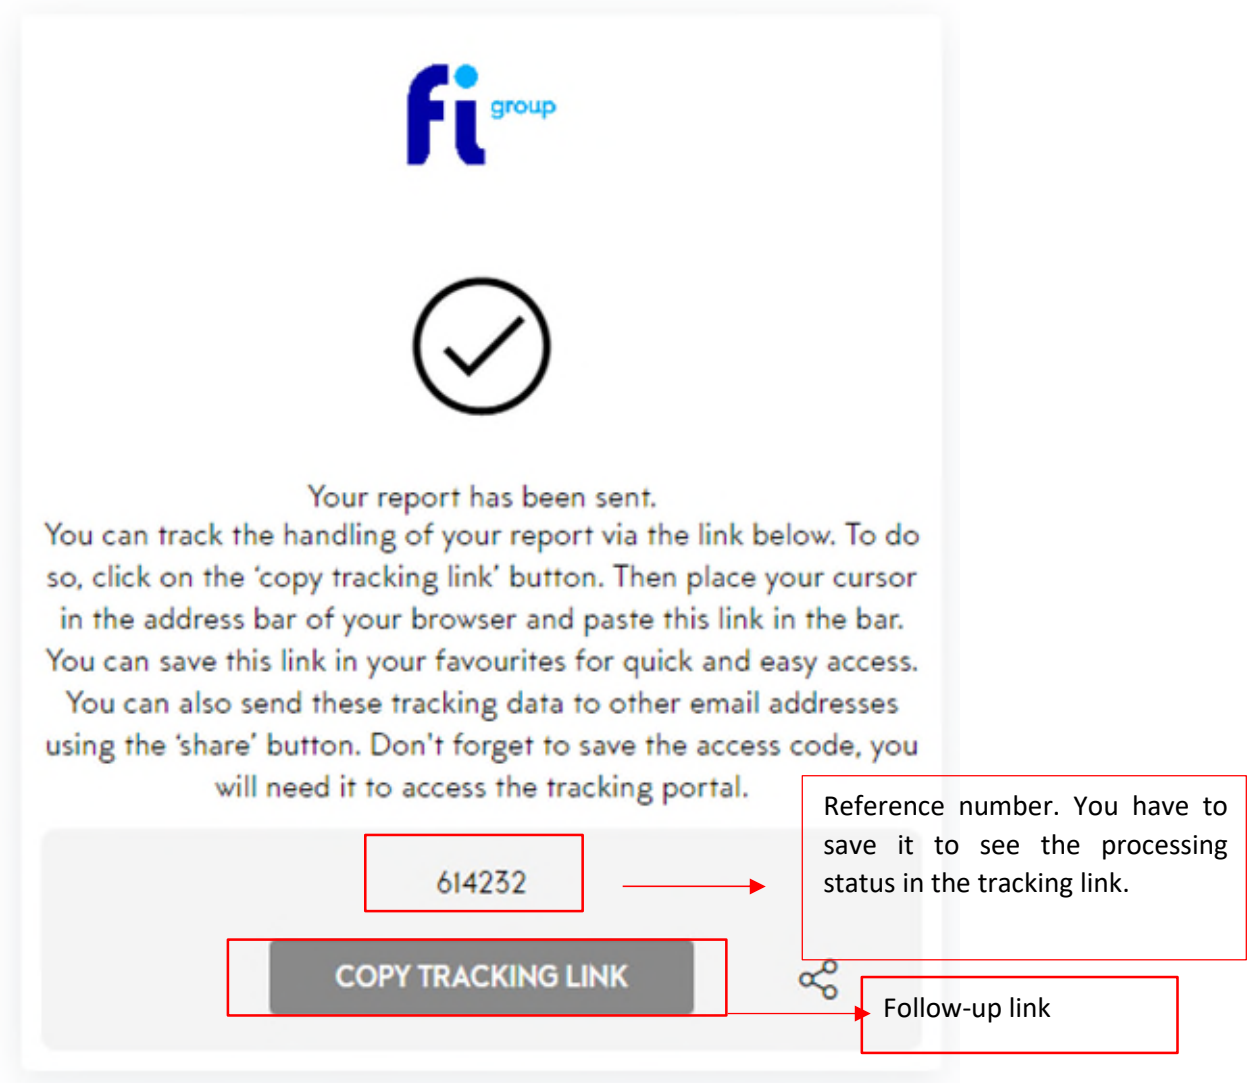 fi group
Your report has been sent.
You can track the handling of your report via the link below. To do
so, click on the ‘copy tracking link’ button. Then place your cursor
in the address bar of your browser and paste this link in the bar.
You can save this link in your favourites for quick and easy access.
You can also send these tracking data to other email addresses
using the ‘share’ button. Don't forget to save the access code, you
will need it to access the tracking portal.
Reference number. You have to
save it to see the processing
status in the tracking link.
614232
COPY TRACKING LINK
Follow-up link